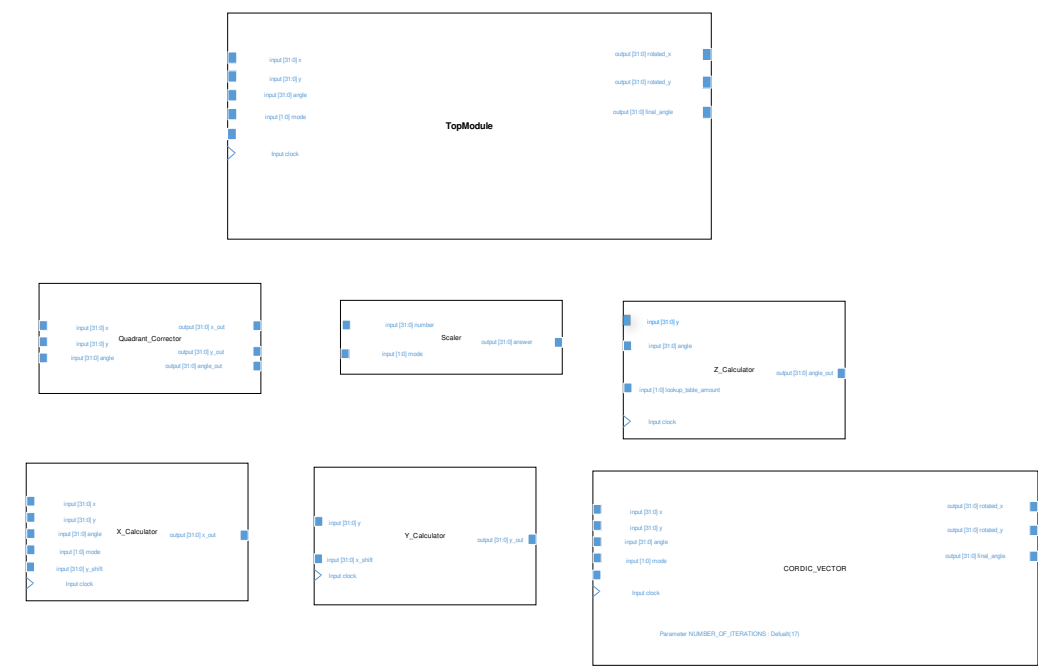 input [31:0] x
input [31:0] y
input [31:0] angle
input [1:0] mode
Input clock
TopModule
output [31:0] rotated_x
output [31:0] rotated_y
output [31:0] final_angle
input [31:0] x
input [31:0] y
input [31:0] angle
Quadrant_Corrector
output [31:0] x_out
output [31:0] y_out
output [31:0] angle_out
input [31:0] number
input [1:0] mode
Scaler
output [31:0] answer
input [31:0] y
input [31:0] angle
input [1:0] lookup_table_amount
Input clock
Z_Calculator
output [31:0] angle_out
input [31:0] x
input [31:0] y
input [31:0] angle
input [1:0] mode
input [31:0] y_shift
Input clock
X_Calculator
output [31:0] x_out
input [31:0] y
input [31:0] x_shift
Input clock
Y_Calculator
output [31:0] y_out
input [31:0] x
input [31:0] y
input [31:0] angle
input [1:0] mode
Input clock
CORDIC_VECTOR
output [31:0] rotated_x
output [31:0] rotated_y
output [31:0] final_angle
Parameter NUMBER_OF_ITERATIONS : Default(17)